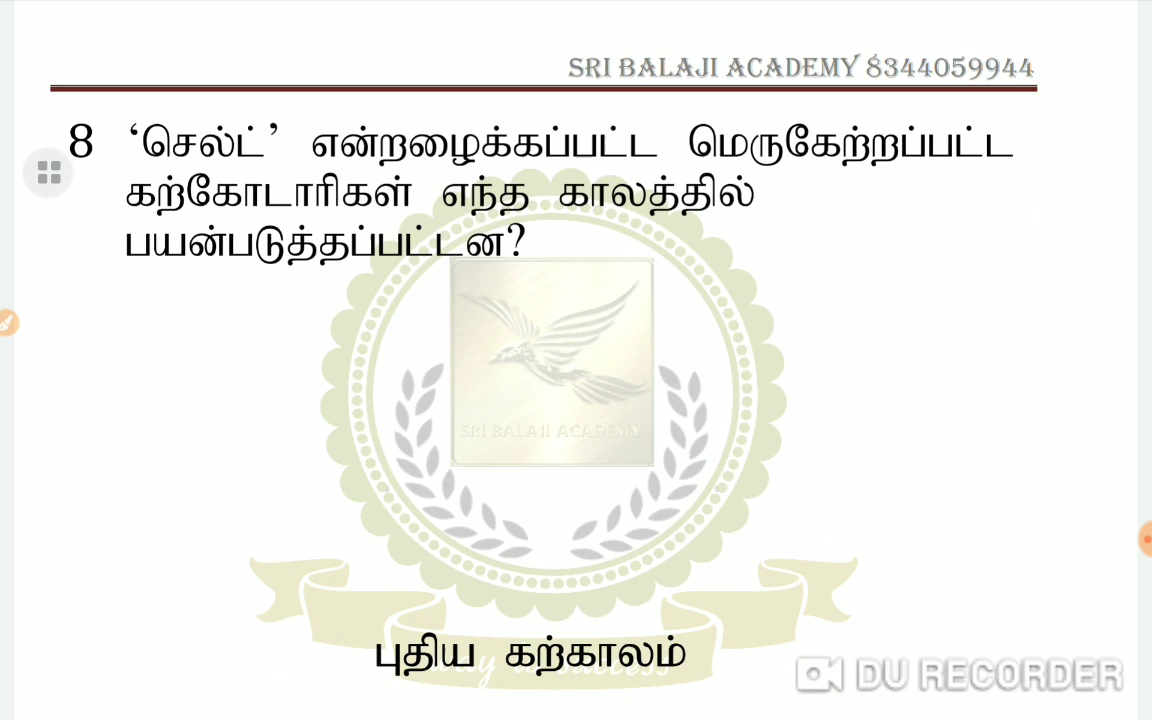 SRI BALAJI ACADEMY 8344059944
8 ‘செல்ட்’ என்றழைக்கப்பட்ட மெருகேற்றப்பட்ட
கற்கோடாரிகள் எந்த காலத்தில்
பயன்படுத்தப்பட்டன?
SRI BALAJI ACADEMY
புதிய கற்காலம்
DU RECORDER